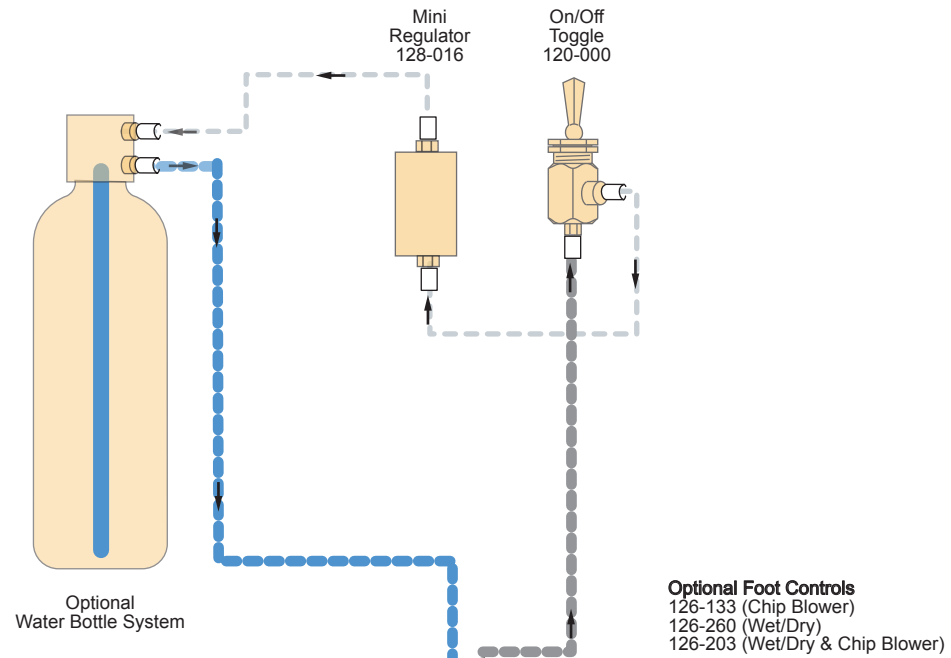 Mini
Regulator
128-016
On/Off
Toggle
120-000
Optional
Water Bottle System
Optional Foot Controls
126-133 (Chip Blower)
126-260 (Wet/Dry)
126-203 (Wet/Dry & Chip Blower)